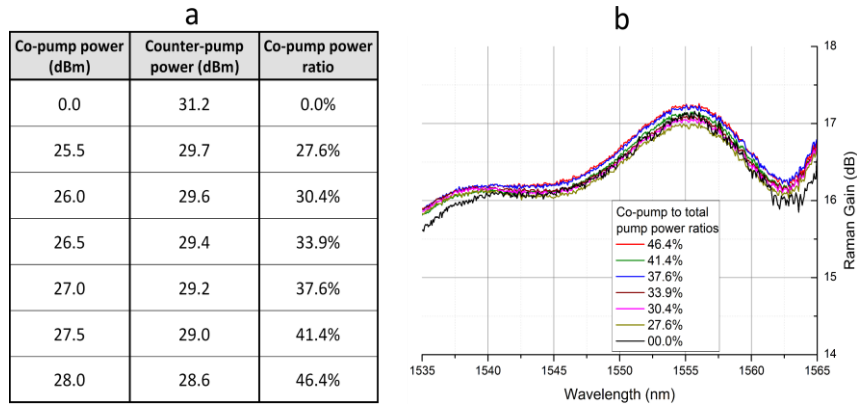 a
Co-pump power (dBm) Counter-pump power (dBm) Co-pump power ratio
0.0 31.2 0.0%
25.5 29.7 27.6%
26.0 29.6 30.4%
26.5 29.4 33.9%
27.0 29.2 37.6%
27.5 29.0 41.4%
28.0 28.6 46.4%
b
18
17
16
15
14
Raman Gain (dB)
Co-pump to total
pump power ratios
46.4%
41.4%
37.6%
33.9%
30.4%
27.6%
00.0%
1535 1540 1545 1550 1555 1560 1565
Wavelength (nm)